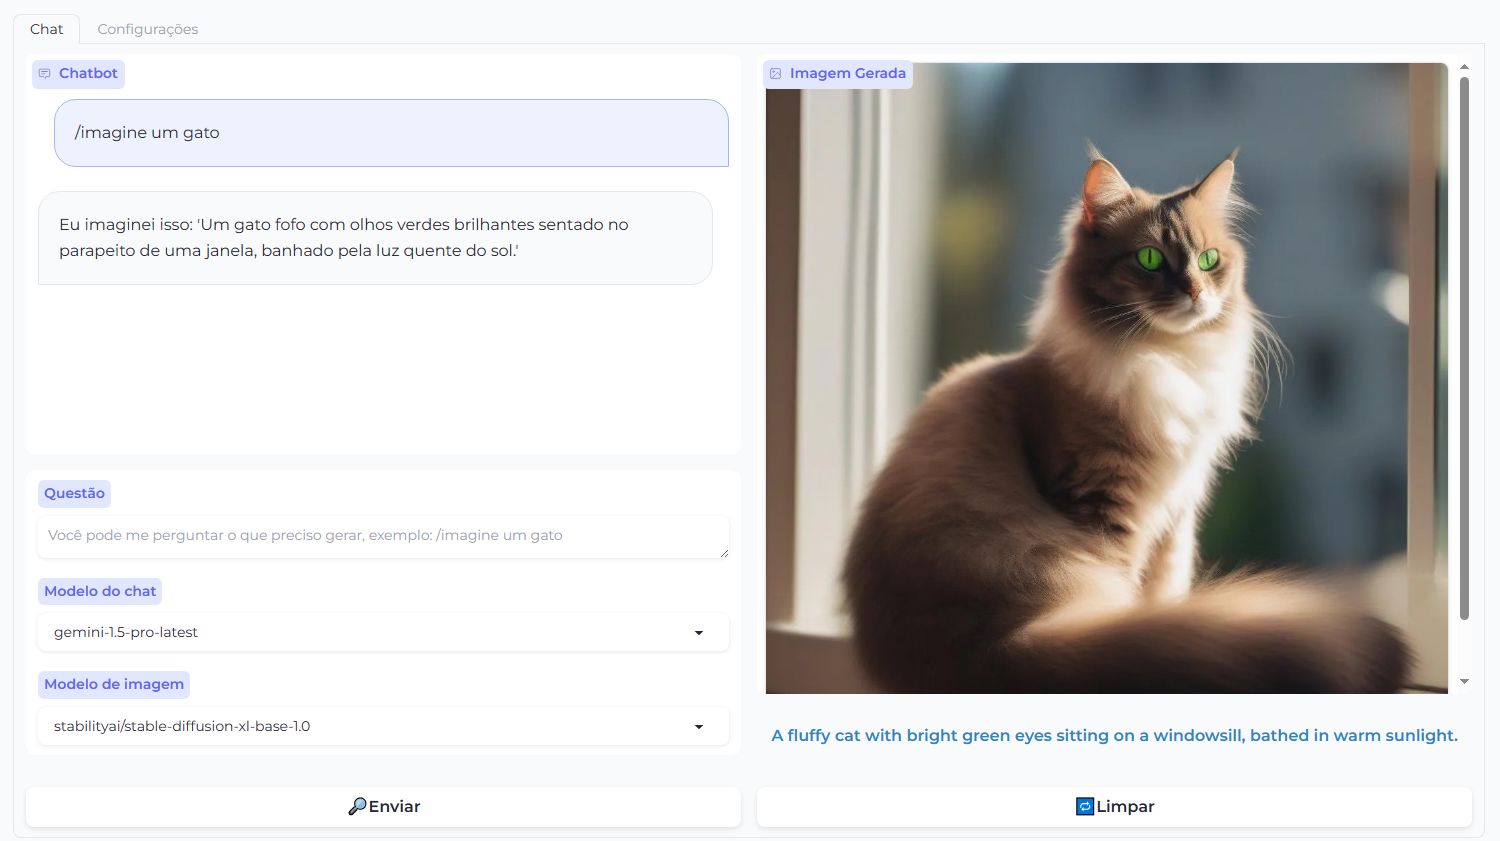 Chat
Configurações
Chatbot
/imagine um gato
Eu imaginei isso: 'Um gato fofo com olhos verdes brilhantes sentado no
parapeito de uma janela, banhado pela luz quente do sol.'
Questão
Você pode me perguntar o que preciso gerar, exemplo: /imagine um gato
Modelo do chat
gemini-1.5-pro-latest
Modelo de imagem
stabilityai/stable-diffusion-xl-base-1.0
Enviar
Imagem Gerada
A fluffy cat with bright green eyes sitting on a windowsill, bathed in warm sunlight.
Limpar